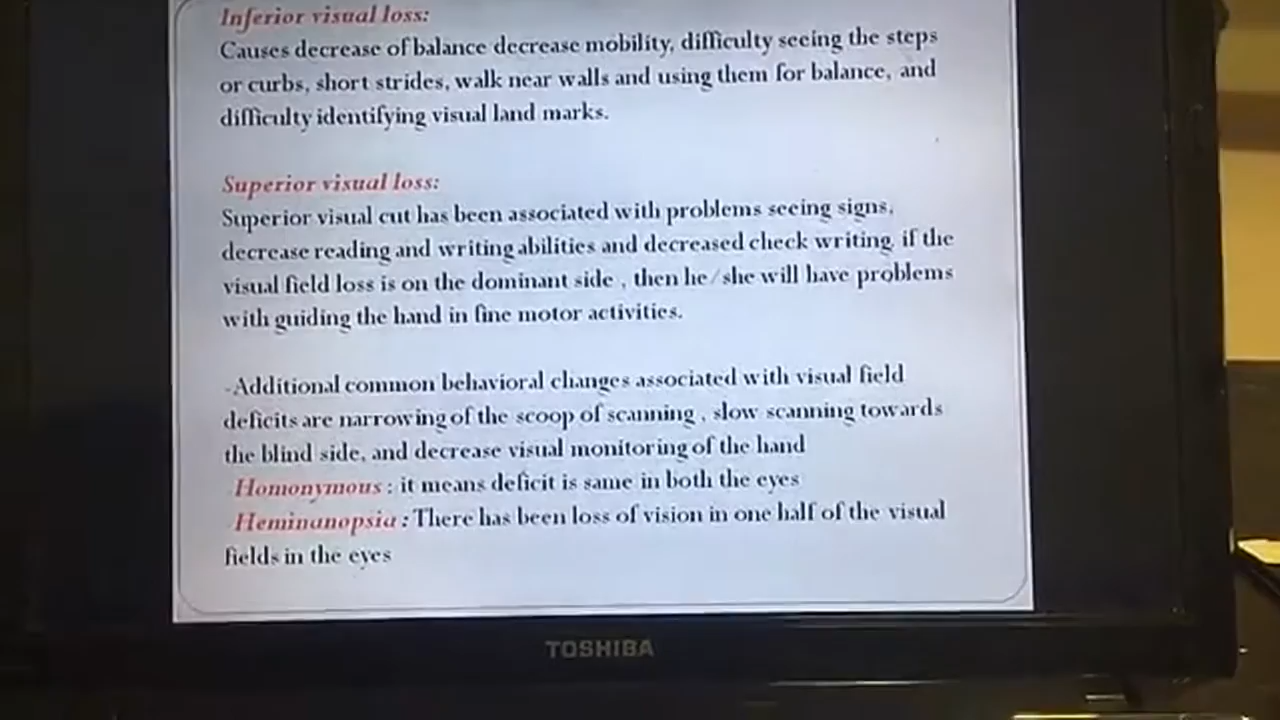 Inferior visual loss:
Causes decrease of balance decrease mobility, difficulty seeing the steps
or curbs, short strides, walk near walls and using them for balance, and
difficulty identifying visual land marks.
Superior visual loss:
Superior visual cut has been associated with problems seeing signs,
decrease reading and writing abilities and decreased check writing, if the
visual field loss is on the dominant side , then he/she will have problems
with guiding the hand in fine motor activities.
-Additional common behavioral changes associated with visual field
deficits are narrowing of the scoop of scanning , slow scanning towards
the blind side, and decrease visual monitoring of the hand
Homonymous : it means deficit is same in both the eyes
Heminanopsia : There has been loss of vision in one half of the visual
fields in the eyes
TOSHIBA